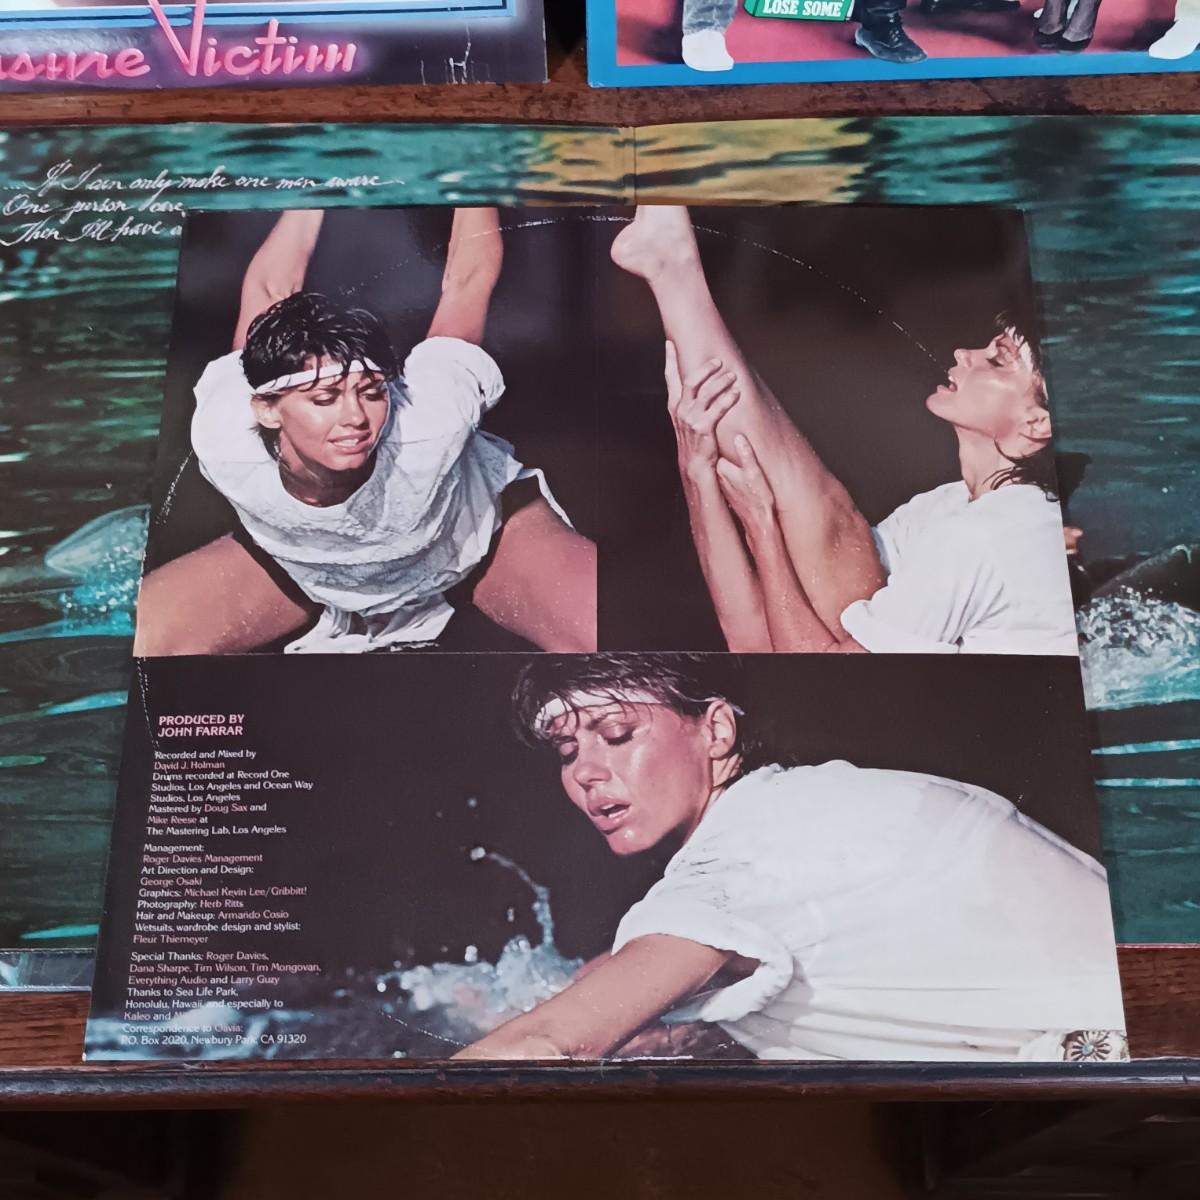 Victim
LOSE SOME
... If I can only make one man aware
One person care
Then I'll have a
PRODUCED BY
JOHN FARRAR
Recorded and Mixed by
David J. Holman
Drums recorded at Record One
Studios, Los Angeles and Ocean Way
Studios, Los Angeles
Mastered by Doug Sax and
Mike Reese at
The Mastering Lab, Los Angeles
Management:
Roger Davies Management
Art Direction and Design:
George Osaki
Graphics: Michael Kevin Lee/Gribbitt!
Photography: Herb Ritts
Hair and Makeup: Armando Cosio
Wetsuits, wardrobe design and stylist:
Fleur Thiemeyer
Special Thanks: Roger Davies,
Dana Sharpe, Tim Wilson, Tim Mongovan,
Everything Audio and Larry Guzy
Thanks to Sea Life Park,
Honolulu, Hawaii, and especially to
Kaleo and
Correspondence to Olivia:
P.O. Box 2020, Newbury Park, CA 91320